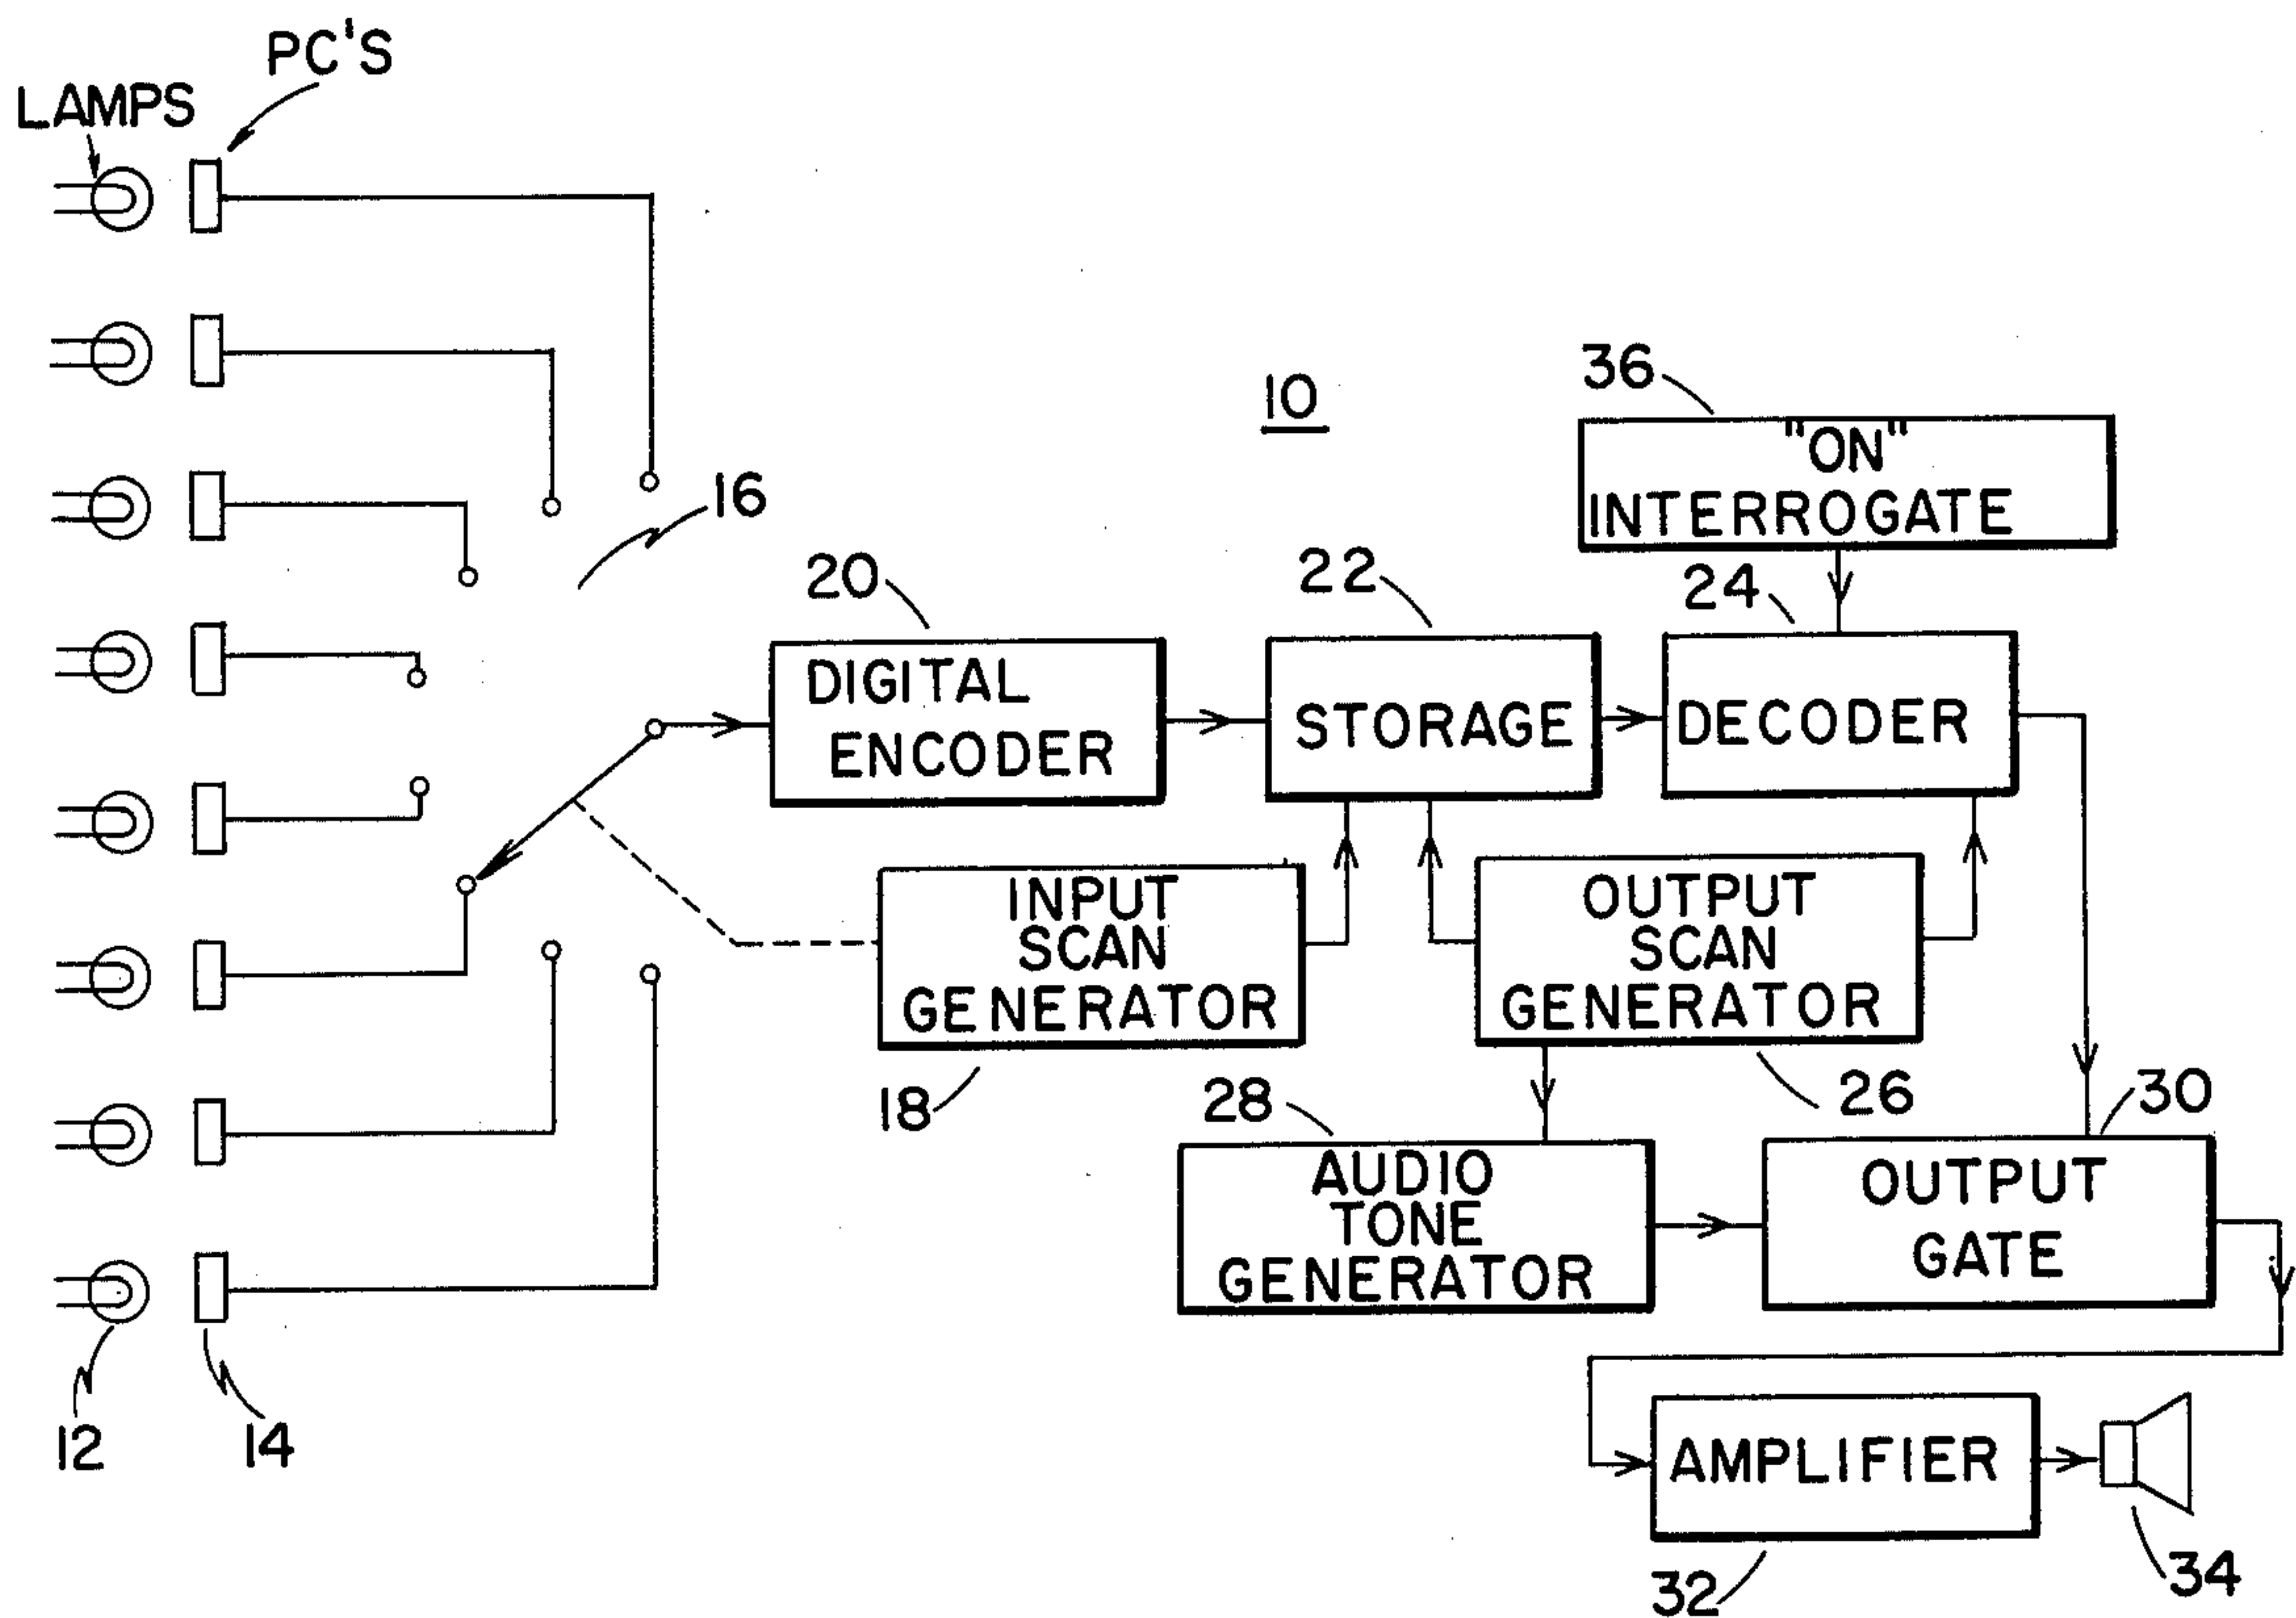 PC'S
LAMPS
10
36
"ON"
INTERROGATE
16
20
22
24
DIGITAL
ENCODER
STORAGE
DECODER
INPUT
SCAN
GENERATOR
OUTPUT
SCAN
GENERATOR
18
28
26
30
AUDIO
TONE
GENERATOR
OUTPUT
GATE
12
14
AMPLIFIER
32
34